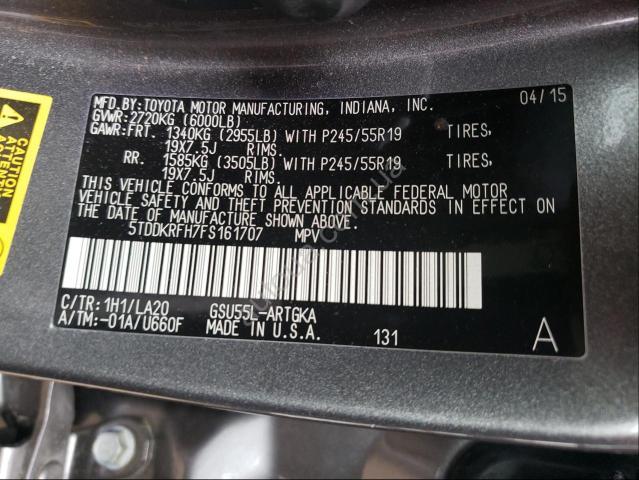 MFD.BY:TOYOTA MOTOR MANUFACTURING, INDIANA, INC. 04/15
GVWR:2720KG (6000LB)
GAWR:FRT. 1340KG (2955LB) WITH P245/55R19 TIRES,
19X7.5J RIMS.
RR. 1585KG (3505LB) WITH P245/55R19 TIRES,
19X7.5J RIMS.
THIS VEHICLE CONFORMS TO ALL APPLICABLE FEDERAL MOTOR
VEHICLE SAFETY AND THEFT PREVENTION STANDARDS IN EFFECT ON
THE DATE OF MANUFACTURE SHOWN ABOVE.
5TDDKRFH7FS161707 MPV
C/TR: 1H1/LA20 GSU55L-ARTGKA
A/TM:-01A/U660F MADE IN U.S.A. 131 A